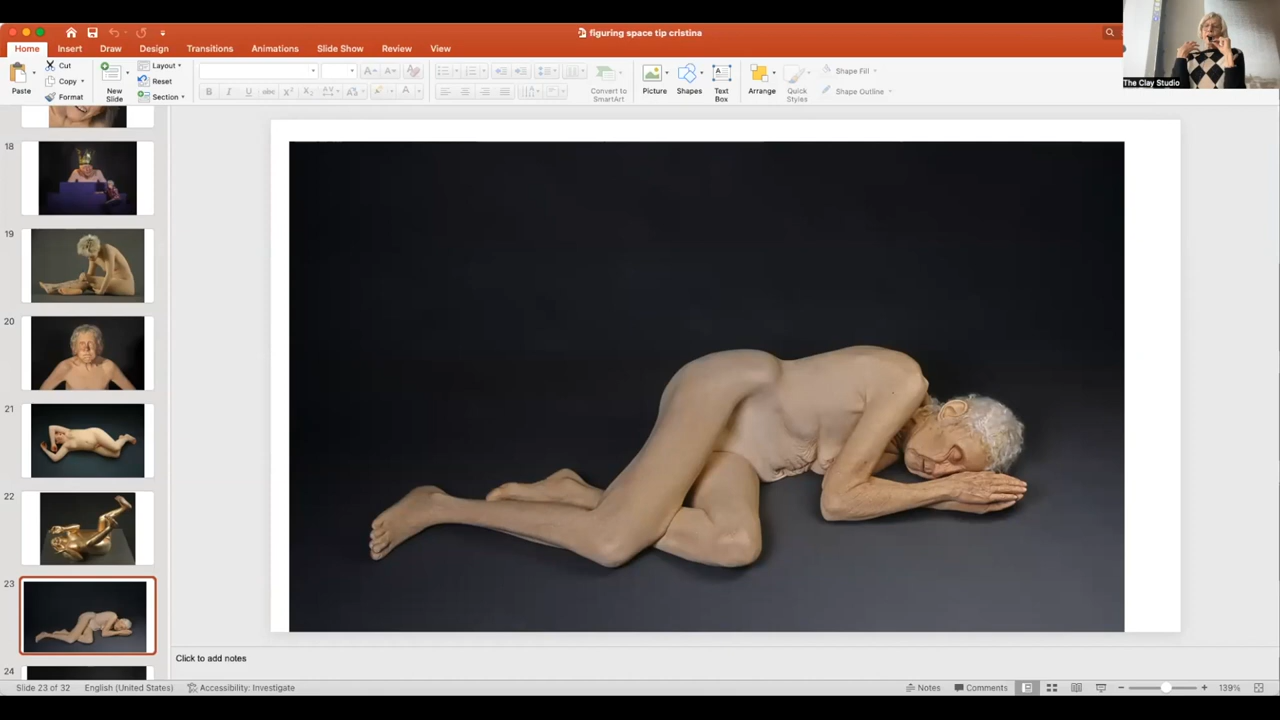 figuring space tip cristina
Home Insert Draw Design Transitions Animations Slide Show Review View
Paste
Cut
Copy
Format
New Slide
Layout
Reset
Section
B I U abc
Convert to SmartArt
Picture
Shapes
Text Box
Arrange
Quick Styles
Shape Fill
Shape Outline
The Clay Studio
18
19
20
21
22
23
24
Click to add notes
Slide 23 of 32 English (United States) Accessibility: Investigate Notes Comments 139%